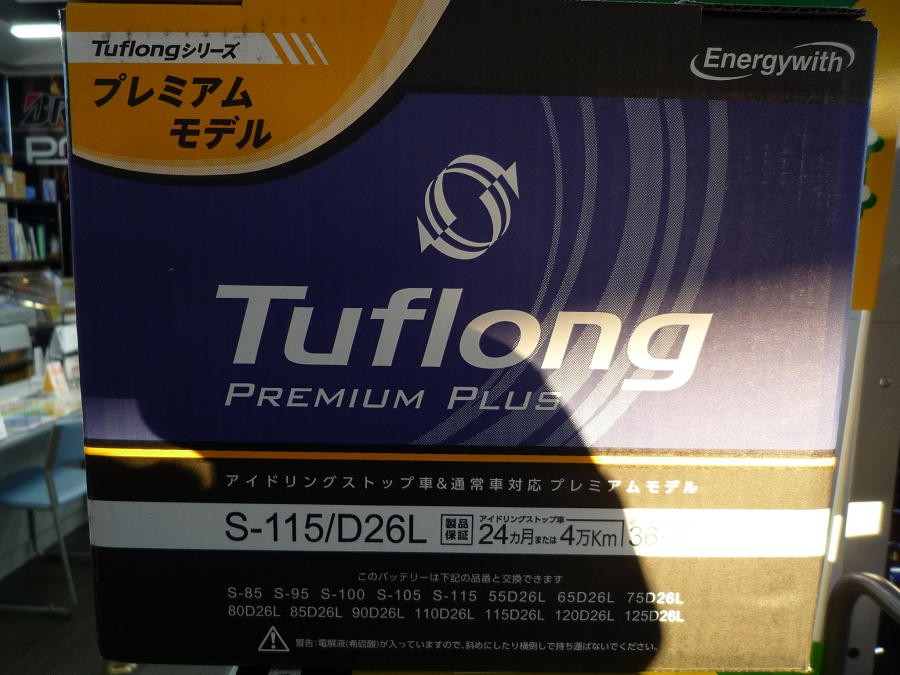 Tuflongシリーズ
プレミアム
モデル
Energywith
Tuflong
PREMIUM PLUS
アイドリングストップ車&通常車対応 プレミアムモデル
S-115/D26L 製品保証 アイドリングストップ車 24カ月または4万Km 36
このバッテリーは下記の品番と交換できます
S-85 S-95 S-100 S-105 S-115 55D26L 65D26L 75D26L
80D26L 85D26L 90D26L 110D26L 115D26L 120D26L 125D26L
警告:電解液(希硫酸)が入っていますので、斜めにしたり横倒しで持ち運ばないでください。